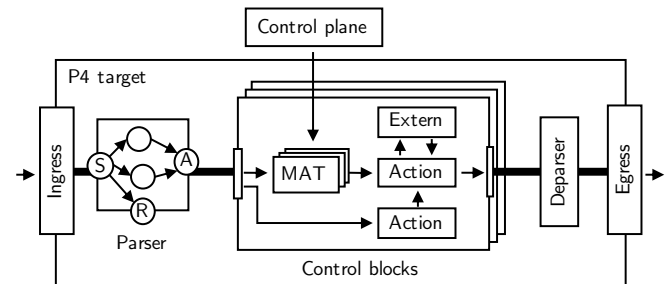 Control plane
P4 target
Ingress
S
A
R
Parser
MAT
Extern
Action
Action
Control blocks
Deparser
Egress